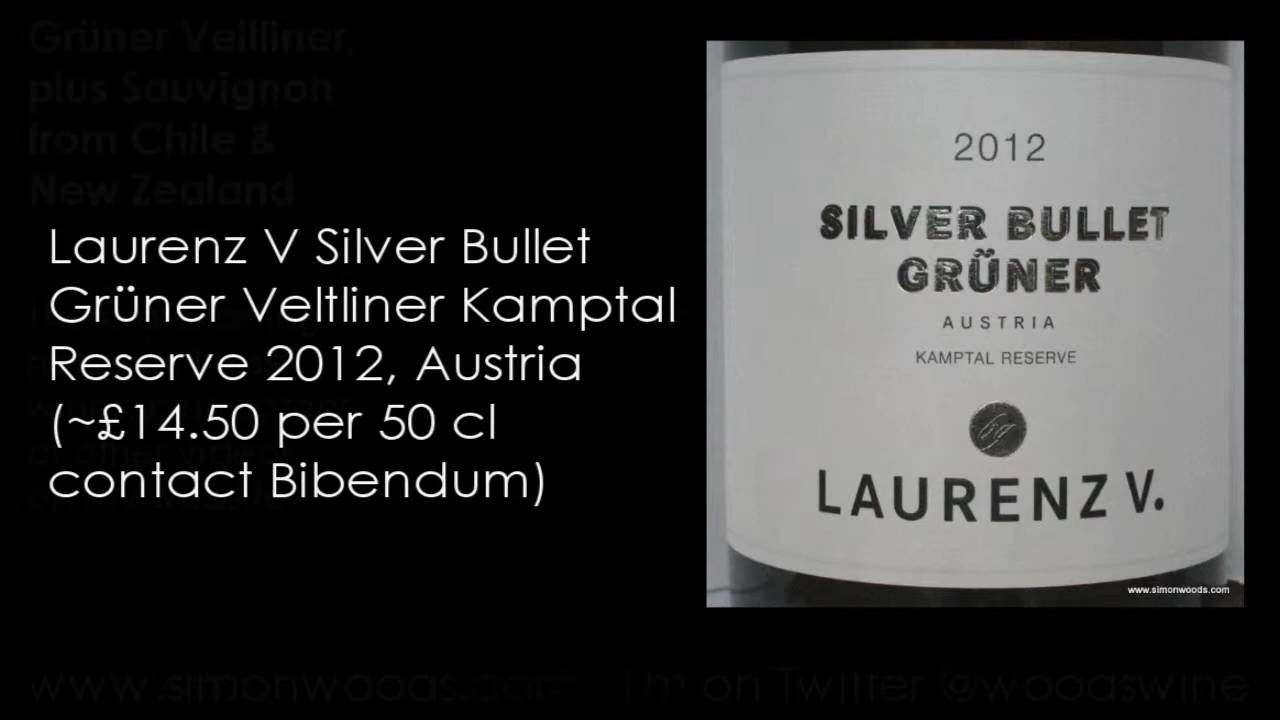 Grüner Veltliner,
plus Sauvignon
from Chile &
New Zealand
Laurenz V Silver Bullet
Grüner Veltliner Kamptal
Reserve 2012, Austria
(~£14.50 per 50 cl
contact Bibendum)
2012
SILVER BULLET
GRÜNER
AUSTRIA
KAMPTAL RESERVE
LAURENZ V.
www.simonwoods.com
www.simonwoods.com I'm on Twitter @woodswine